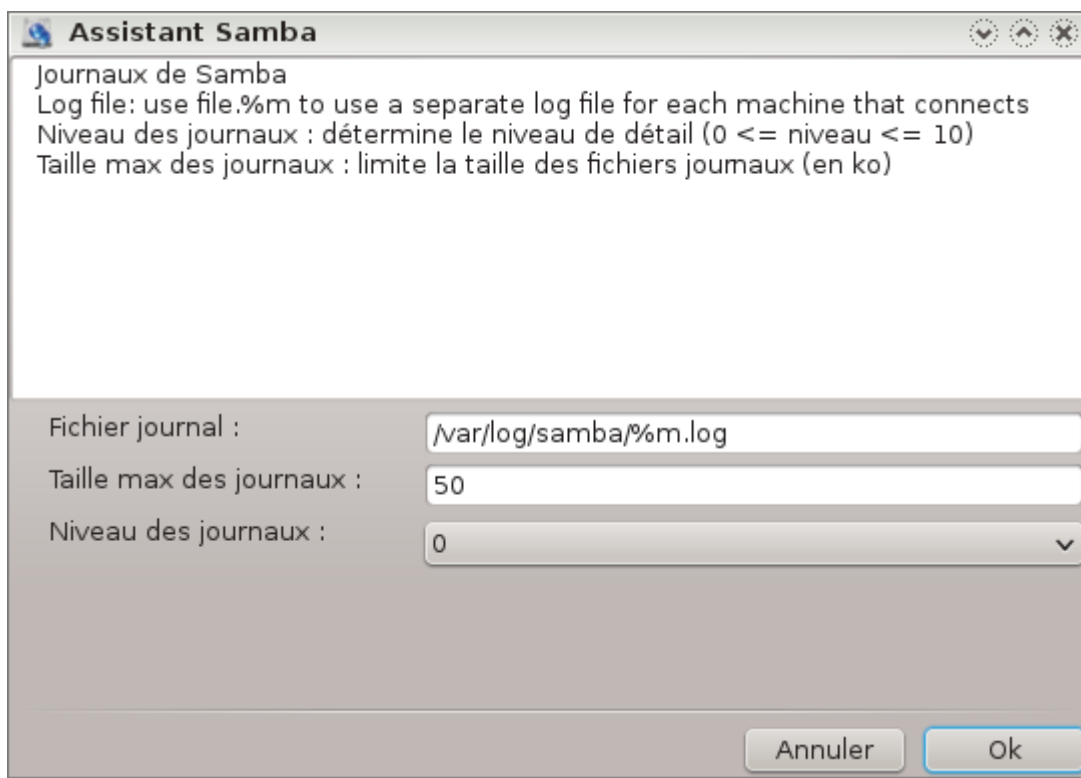 Assistant Samba
Journaux de Samba
Log file: use file.%m to use a separate log file for each machine that connects
Niveau des journaux : détermine le niveau de détail (0 <= niveau <= 10)
Taille max des journaux : limite la taille des fichiers journaux (en ko)
Fichier journal :
/var/log/samba/%m.log
Taille max des journaux :
50
Niveau des journaux :
0
Annuler
Ok